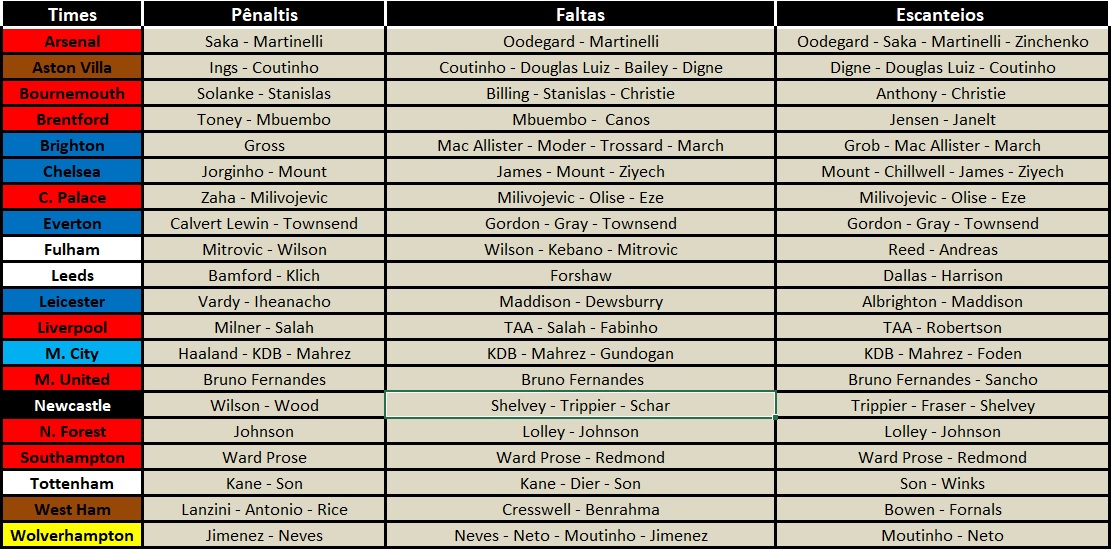 Times Pênaltis Faltas Escanteios
Arsenal Saka - Martinelli Oodegard - Martinelli Oodegard - Saka - Martinelli - Zinchenko
Aston Villa Ings - Coutinho Coutinho - Douglas Luiz - Bailey - Digne Digne - Douglas Luiz - Coutinho
Bournemouth Solanke - Stanislas Billing - Stanislas - Christie Anthony - Christie
Brentford Toney - Mbuembo Mbuembo - Canos Jensen - Janelt
Brighton Gross Mac Allister - Moder - Trossard - March Grob - Mac Allister - March
Chelsea Jorginho - Mount James - Mount - Ziyech Mount - Chillwell - James - Ziyech
C. Palace Zaha - Milivojevic Milivojevic - Olise - Eze Milivojevic - Olise - Eze
Everton Calvert Lewin - Townsend Gordon - Gray - Townsend Gordon - Gray - Townsend
Fulham Mitrovic - Wilson Wilson - Kebano - Mitrovic Reed - Andreas
Leeds Bamford - Klich Forshaw Dallas - Harrison
Leicester Vardy - Iheanacho Maddison - Dewsburry Albrighton - Maddison
Liverpool Milner - Salah TAA - Salah - Fabinho TAA - Robertson
M. City Haaland - KDB - Mahrez KDB - Mahrez - Gundogan KDB - Mahrez - Foden
M. United Bruno Fernandes Bruno Fernandes Bruno Fernandes - Sancho
Newcastle Wilson - Wood Shelvey - Trippier - Schar Trippier - Fraser - Shelvey
N. Forest Johnson Lolley - Johnson Lolley - Johnson
Southampton Ward Prose Ward Prose - Redmond Ward Prose - Redmond
Tottenham Kane - Son Kane - Dier - Son Son - Winks
West Ham Lanzini - Antonio - Rice Cresswell - Benrahma Bowen - Fornals
Wolverhampton Jimenez - Neves Neves - Neto - Moutinho - Jimenez Moutinho - Neto